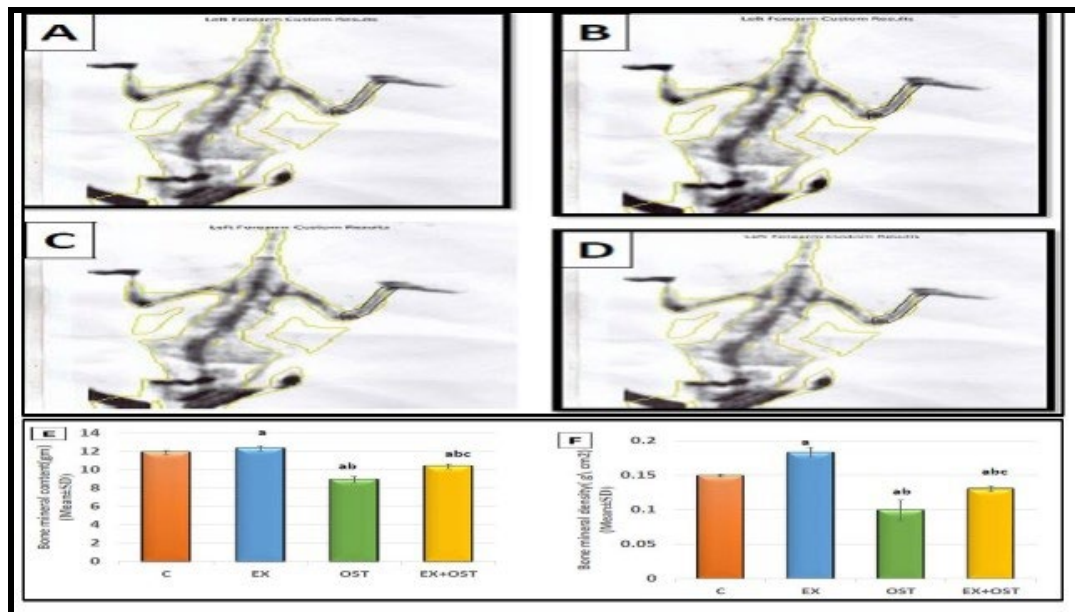 Left Forearm Custom Results
A
Left Forearm Custom Results
B
Left Forearm Custom Results
C
Left Forearm Custom Results
D
E
Bone mineral content(gm)
(Mean±SD)
14
12
10
8
6
4
2
0
a
ab
abc
C EX OST EX+OST
F
Bone mineral density( g\ cm2)
(Mean±SD)
0.2
0.15
0.1
0.05
0
a
ab
abc
C EX OST EX+OST